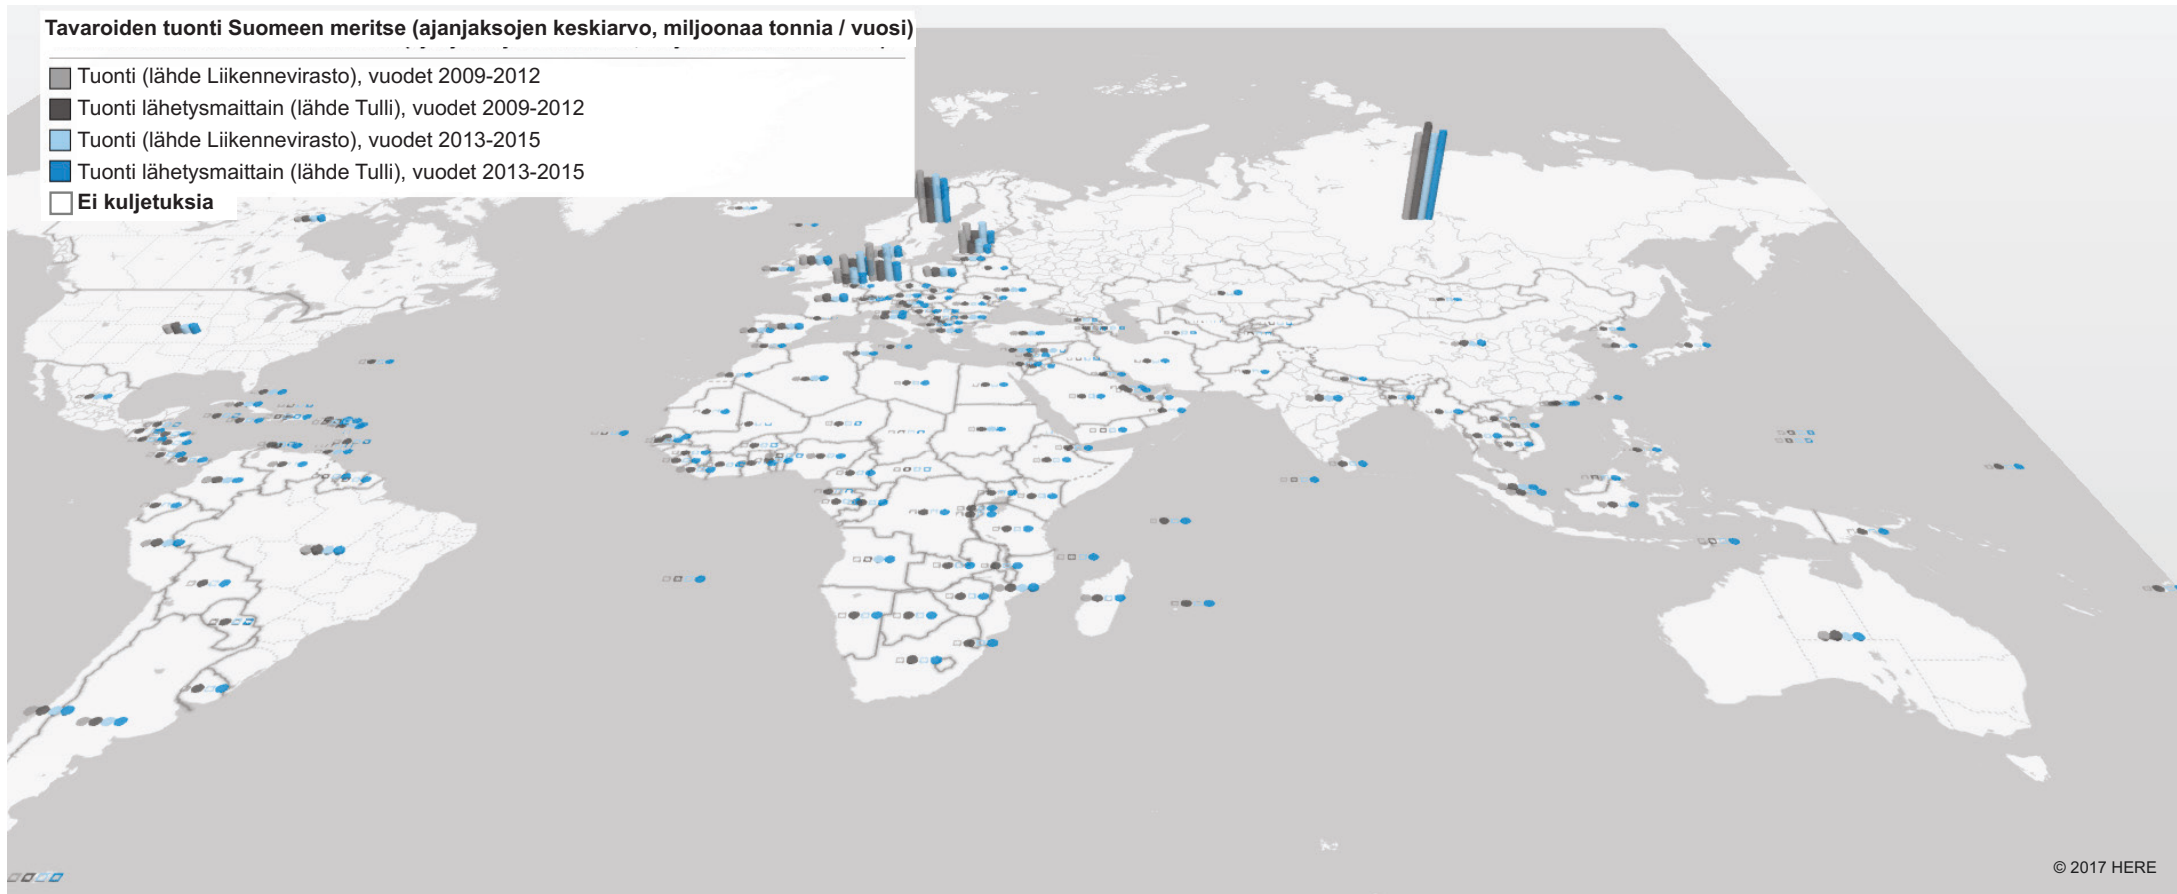 Tavaroiden tuonti Suomeen meritse (ajanjaksojen keskiarvo, miljoonaa tonnia / vuosi)
Tuonti (lähde Liikennevirasto), vuodet 2009-2012
Tuonti lähetysmaittain (lähde Tulli), vuodet 2009-2012
Tuonti (lähde Liikennevirasto), vuodet 2013-2015
Tuonti lähetysmaittain (lähde Tulli), vuodet 2013-2015
Ei kuljetuksia
© 2017 HERE